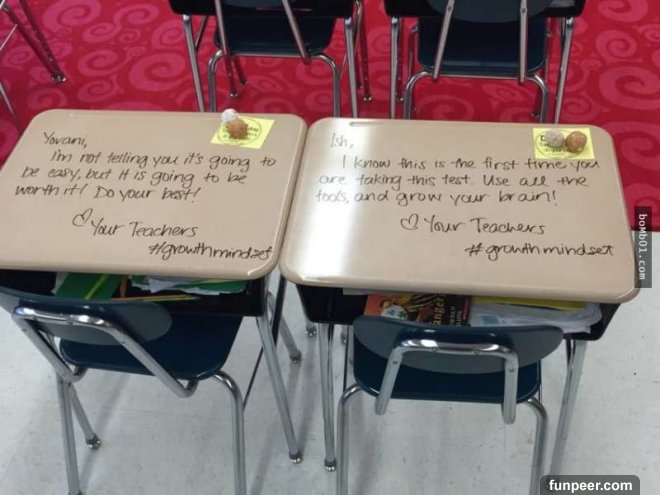 Yovani,
I'm not telling you it's going to
be easy, but it is going to be
worth it! Do your best!
♡ Your Teachers
#growthmindset
Ish,
I know this is the first time you
are taking this test. Use all the
tools, and grow your brain!
♡ Your Teachers
#growthmindset
bomb01.com
funpeer.com